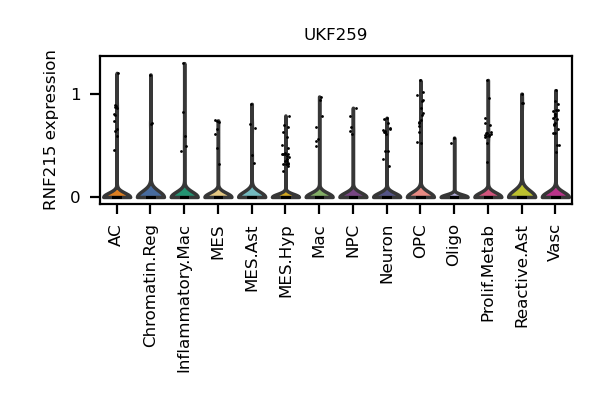 UKF259
RNF215 expression
1
0
AC
Chromatin.Reg
Inflammatory.Mac
MES
MES.Ast
MES.Hyp
Mac
NPC
Neuron
OPC
Oligo
Prolif.Metab
Reactive.Ast
Vasc